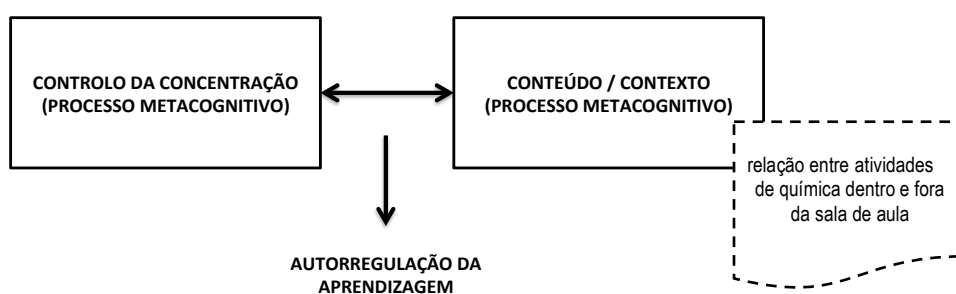 CONTROLO DA CONCENTRAÇÃO
(PROCESSO METACOGNITIVO)
CONTEÚDO / CONTEXTO
(PROCESSO METACOGNITIVO)
relação entre atividades
de química dentro e fora
da sala de aula
AUTORREGULAÇÃO DA
APRENDIZAGEM